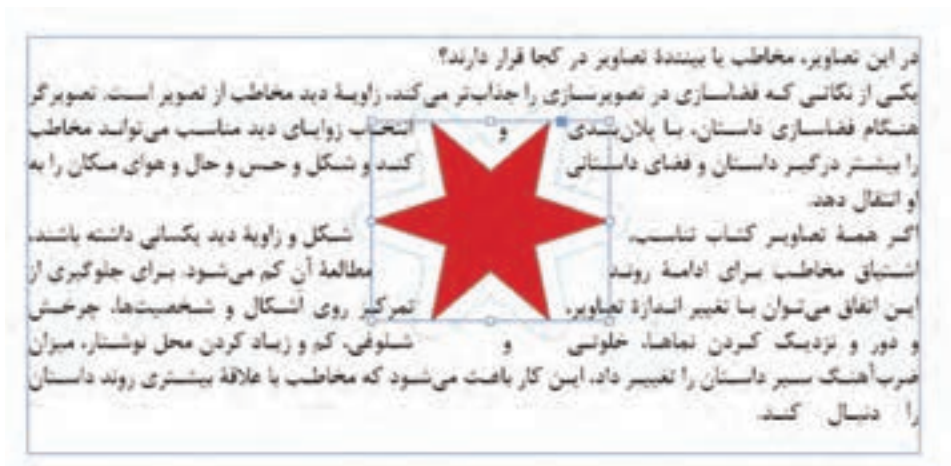 در این تصاویر، مخاطب یا بینندهٔ تصاویر در کجا قرار دارند؟
یکی از نکاتی که فضاسازی در تصویرسازی را جذاب‌تر می‌کند، زاویهٔ دید مخاطب از تصویر است. تصویرگر
هنگام فضاسازی داستان، با پلان‌بندی و انتخاب زوایای دید مناسب می‌تواند مخاطب
را بیشتر درگیر داستان و فضای داستانی کند و شکل و حس و حال و هوای مکان را به
او انتقال دهد.
اگر همهٔ تصاویر کتاب تناسب، شکل و زاویهٔ دید یکسانی داشته باشند،
اشتیاق مخاطب برای ادامهٔ روند مطالعهٔ آن کم می‌شود. برای جلوگیری از
این اتفاق می‌توان با تغییر اندازهٔ تصاویر، تمرکز روی اشکال و شخصیت‌ها، چرخش
و دور و نزدیک کردن نماها، خلوتی و شلوغی، کم و زیاد کردن محل نوشتار، میزان
ضرب‌آهنگ سیر داستان را تغییر داد، این کار باعث می‌شود که مخاطب با علاقهٔ بیشتری روند داستان
را دنبال کند.